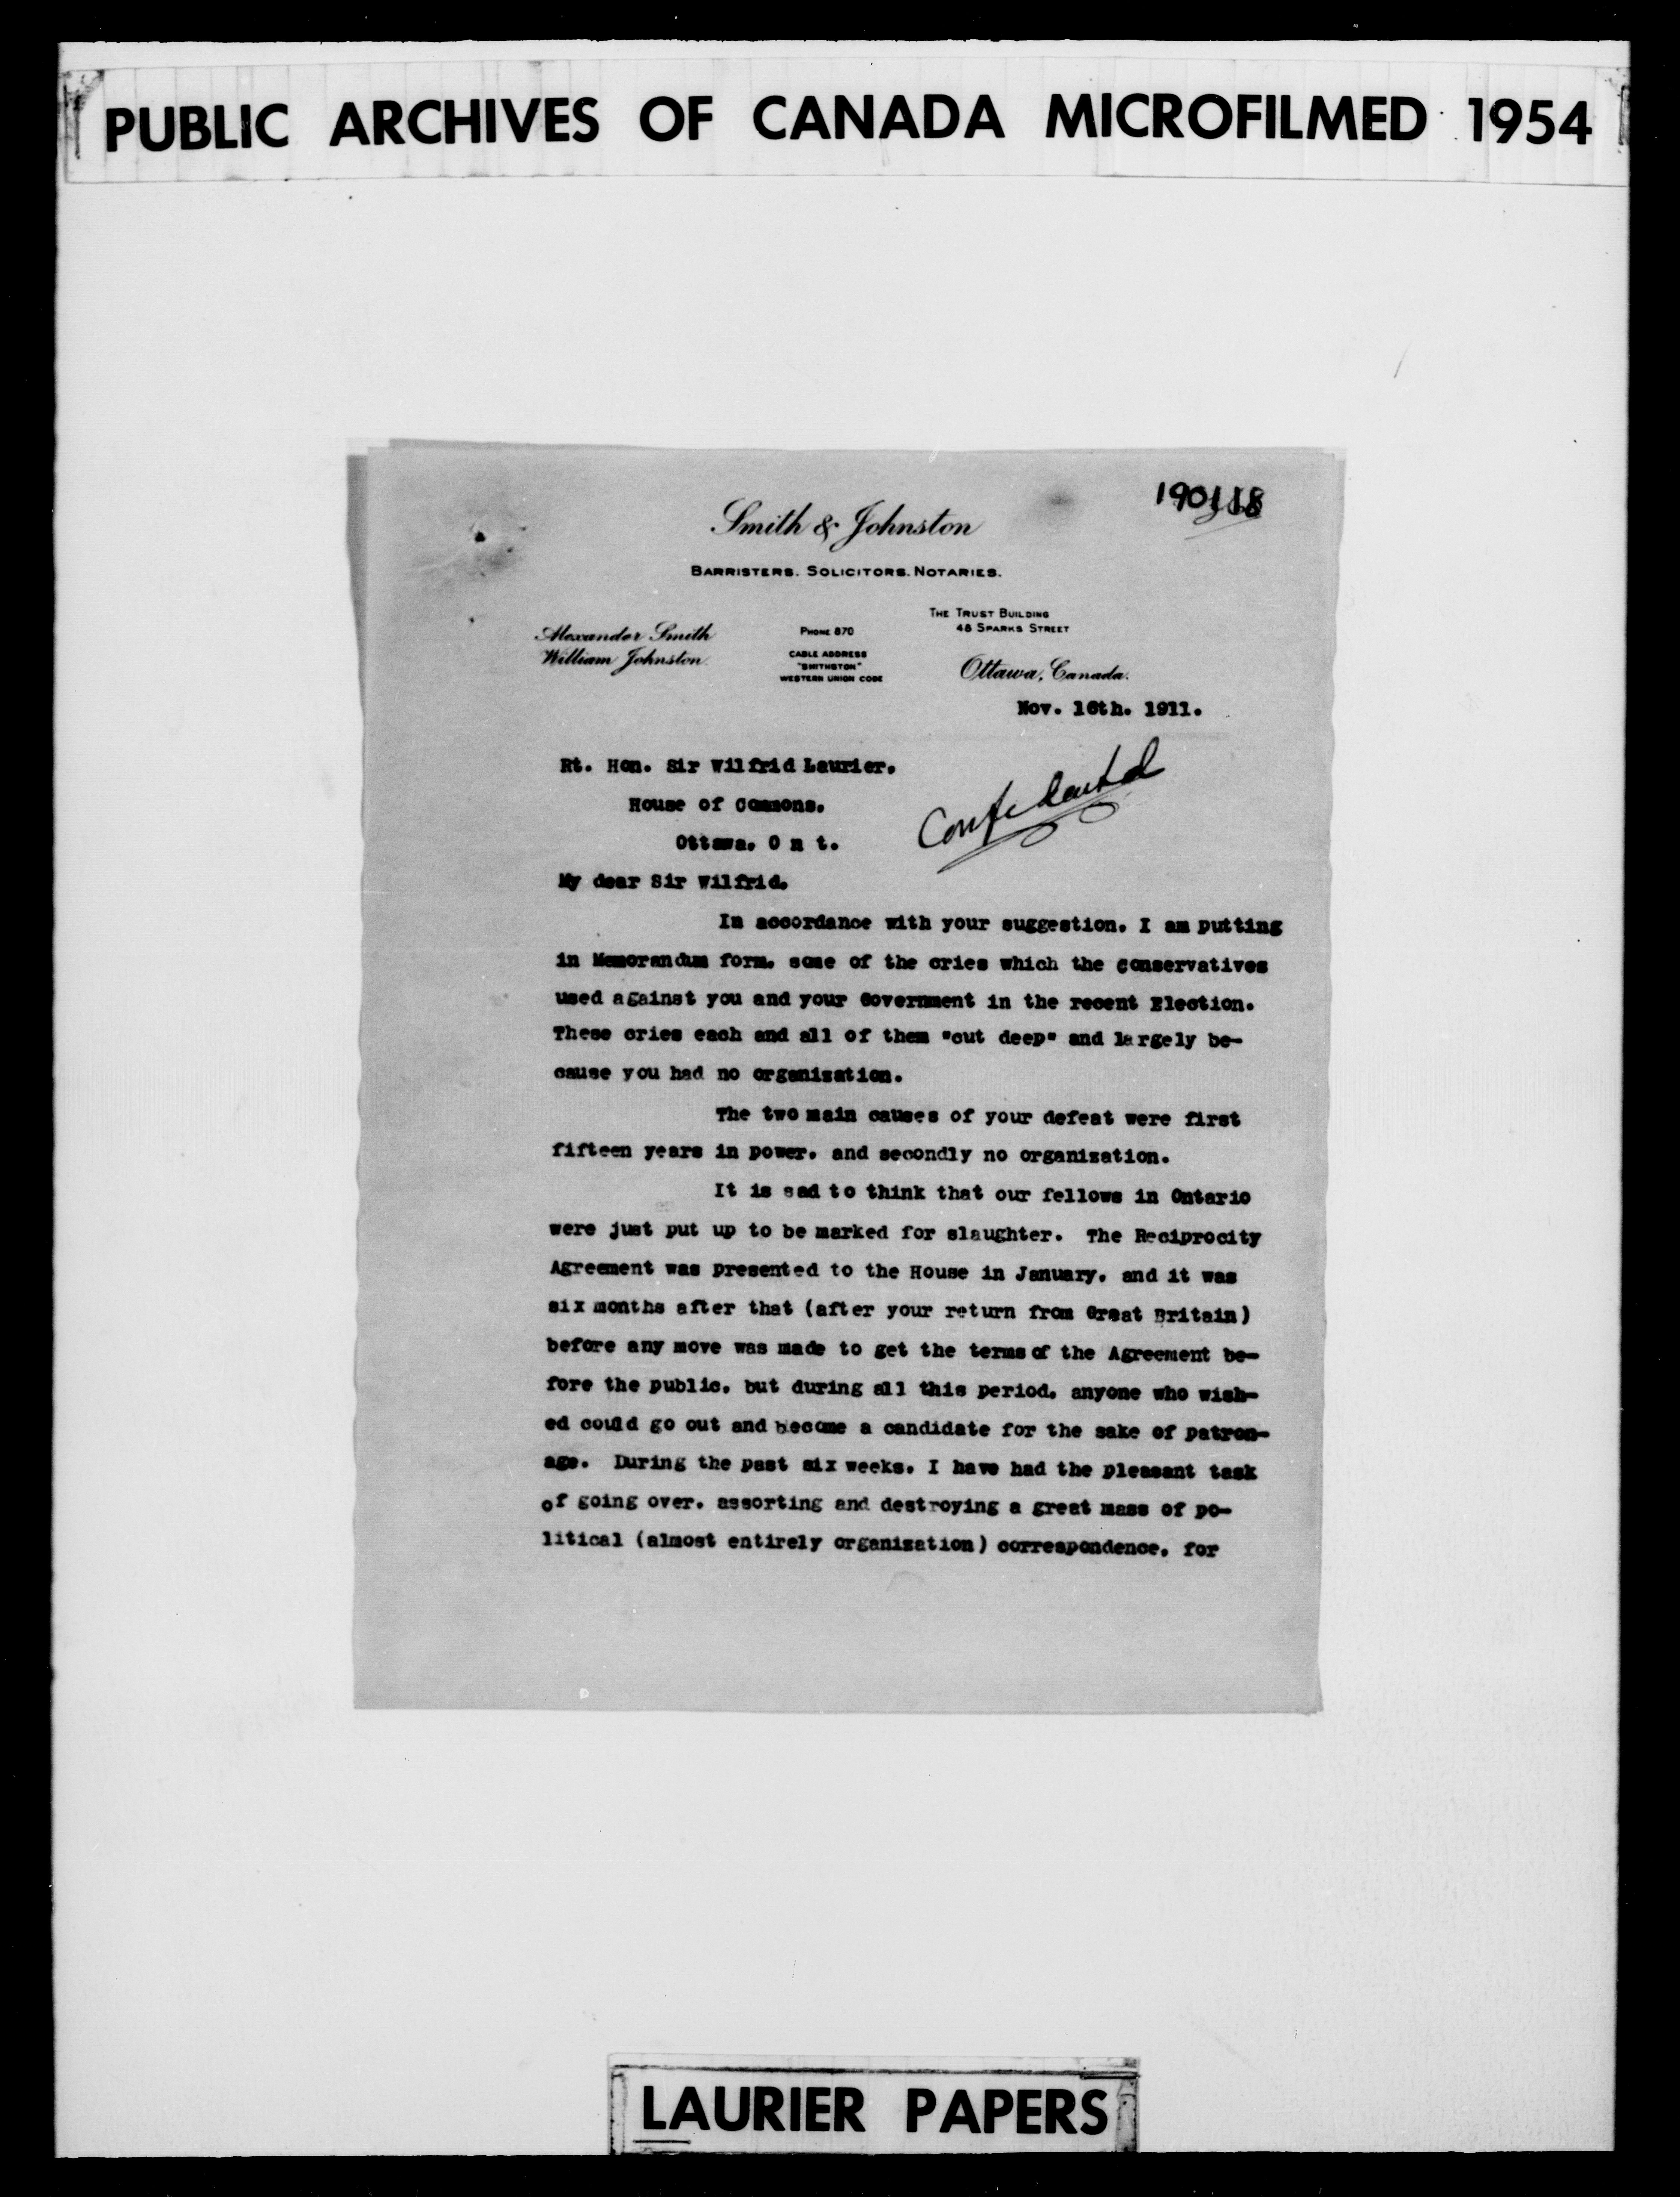 PUBLIC ARCHIVES OF CANADA MICROFILMED 1954
190118
Smith & Johnston
BARRISTERS. SOLICITORS. NOTARIES.
THE TRUST BUILDING
48 SPARKS STREET
Alexander Smith
William Johnston.
PHONE 870
CABLE ADDRESS
"SMITHSTON"
WESTERN UNION CODE
Ottawa, Canada.
Nov. 16th. 1911.
Rt. Hon. Sir Wilfrid Laurier.
House of Commons.
Ottawa. O n t.
Confidential
My dear Sir Wilfrid.
In accordance with your suggestion. I am putting
in Memorandum form. some of the cries which the conservatives
used against you and your Government in the recent Election.
These cries each and all of them "cut deep" and largely be-
cause you had no organization.
The two main causes of your defeat were first
fifteen years in power. and secondly no organization.
It is sad to think that our fellows in Ontario
were just put up to be marked for slaughter. The Reciprocity
Agreement was presented to the House in January. and it was
six months after that (after your return from Great Britain)
before any move was made to get the terms of the Agreement be-
fore the public. but during all this period. anyone who wish-
ed could go out and become a candidate for the sake of patron-
age. During the past six weeks. I have had the pleasant task
of going over. assorting and destroying a great mass of po-
litical (almost entirely organization) correspondence. for
LAURIER PAPERS